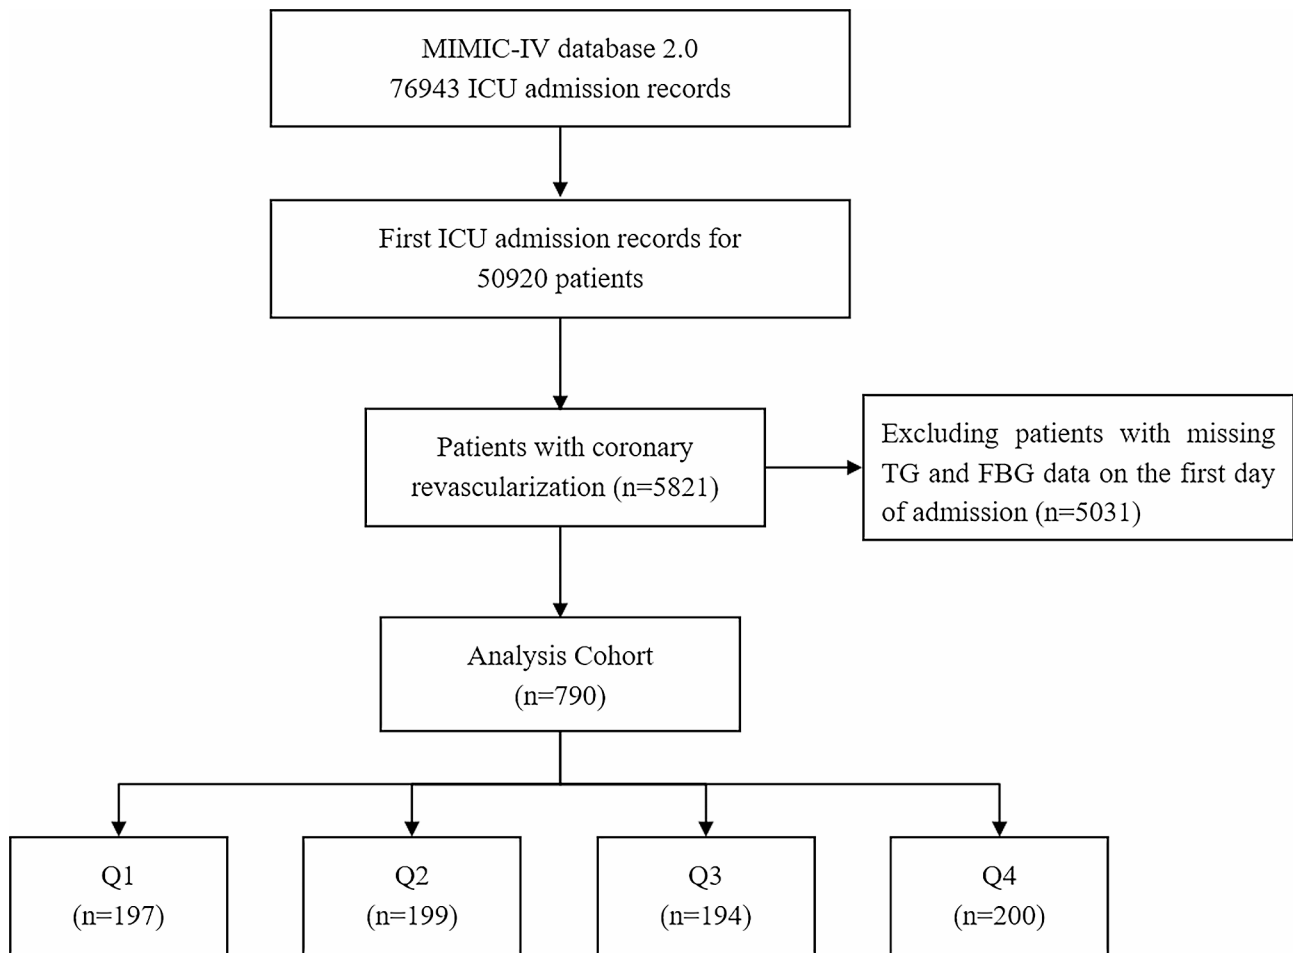 MIMIC-IV database 2.0
76943 ICU admission records
First ICU admission records for
50920 patients
Patients with coronary
revascularization (n=5821)
Excluding patients with missing
TG and FBG data on the first day
of admission (n=5031)
Analysis Cohort
(n=790)
Q1
(n=197)
Q2
(n=199)
Q3
(n=194)
Q4
(n=200)